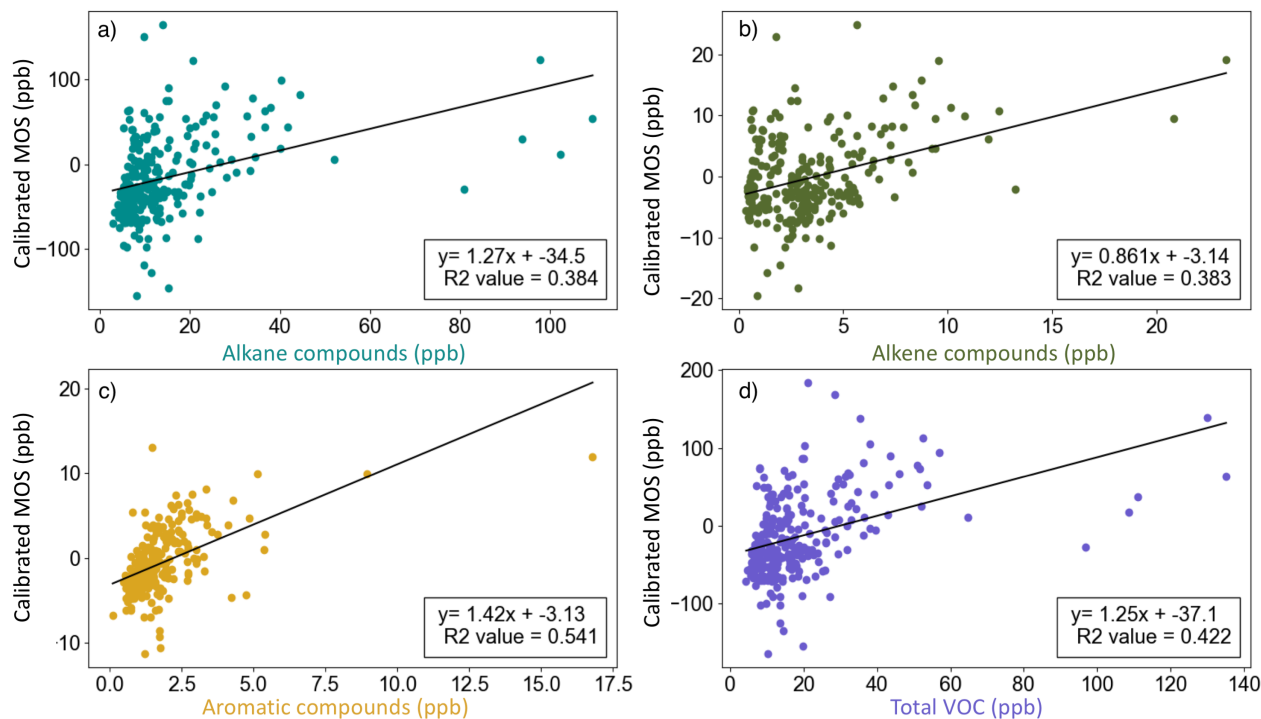 a)
Calibrated MOS (ppb)
100
0
−100
y= 1.27x + -34.5
R2 value = 0.384
0 20 40 60 80 100
Alkane compounds (ppb)
b)
Calibrated MOS (ppb)
20
10
0
−10
−20
y= 0.861x + -3.14
R2 value = 0.383
0 5 10 15 20
Alkene compounds (ppb)
c)
Calibrated MOS (ppb)
20
10
0
-10
y= 1.42x + -3.13
R2 value = 0.541
0.0 2.5 5.0 7.5 10.0 12.5 15.0 17.5
Aromatic compounds (ppb)
d)
Calibrated MOS (ppb)
200
100
0
−100
y= 1.25x + -37.1
R2 value = 0.422
0 20 40 60 80 100 120 140
Total VOC (ppb)